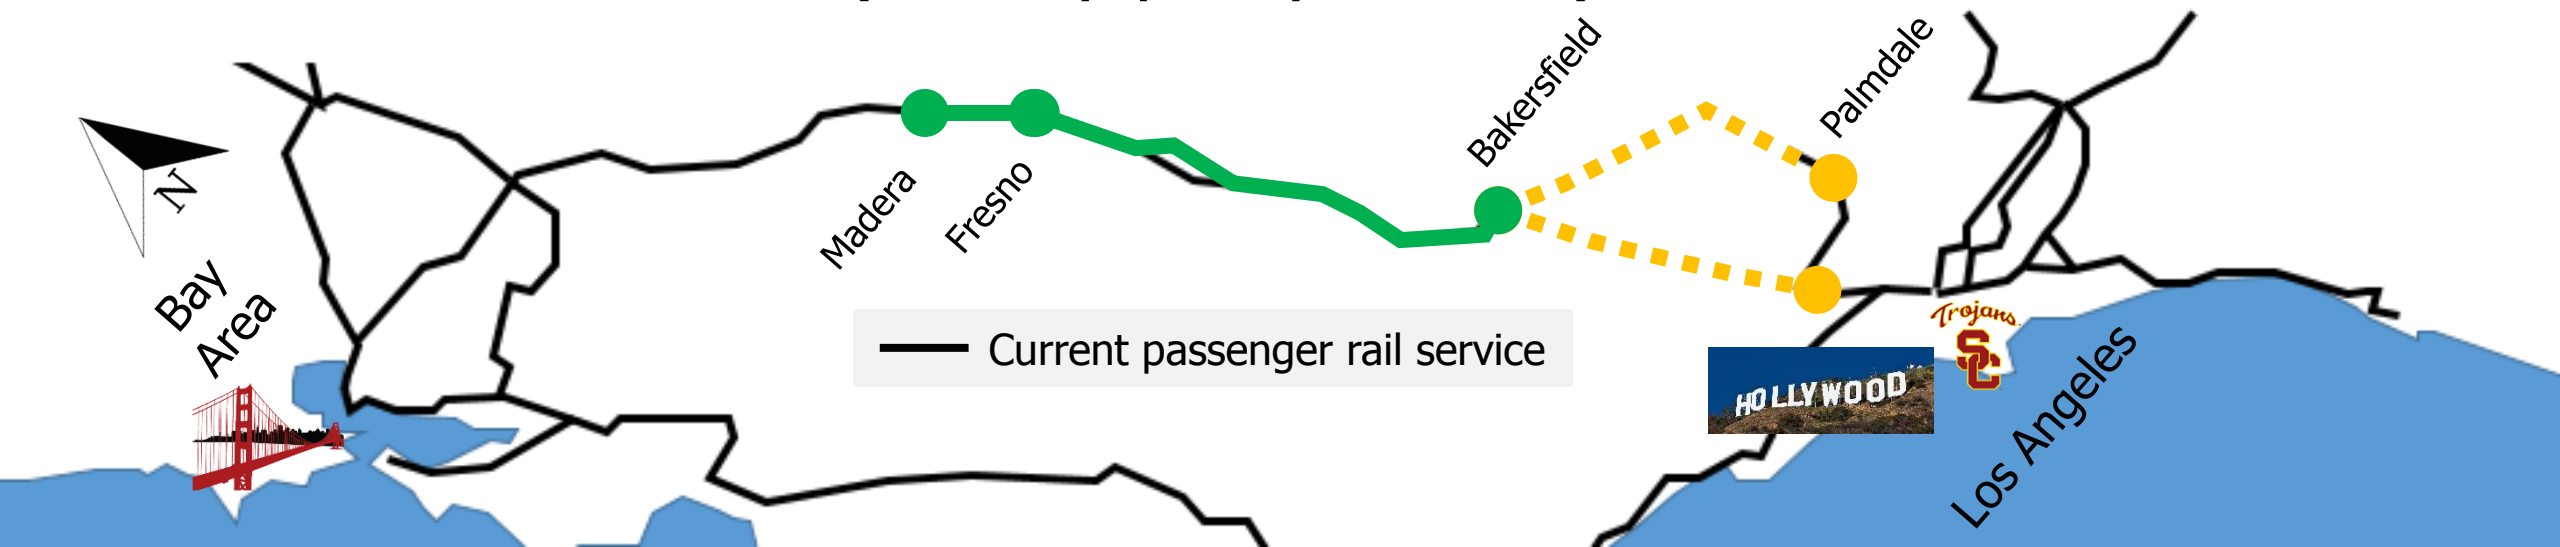 Bakersfield
Palmdale
Madera
Fresno
N
Bay
Area
Current passenger rail service
Trojans
SC
HOLLYWOOD
Los Angeles